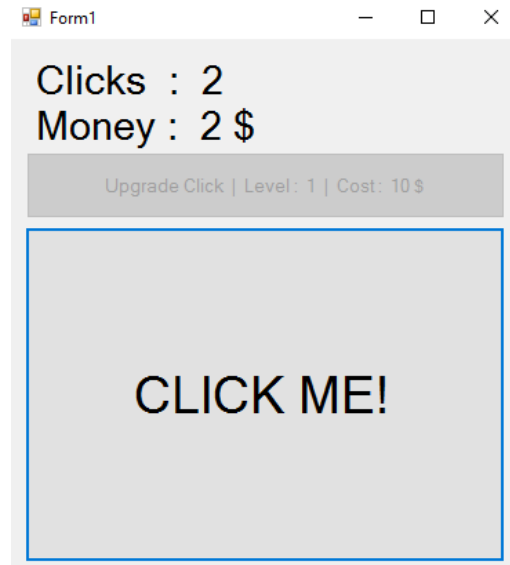 Form1
Clicks : 2
Money : 2 $
Upgrade Click | Level : 1 | Cost : 10 $
CLICK ME!